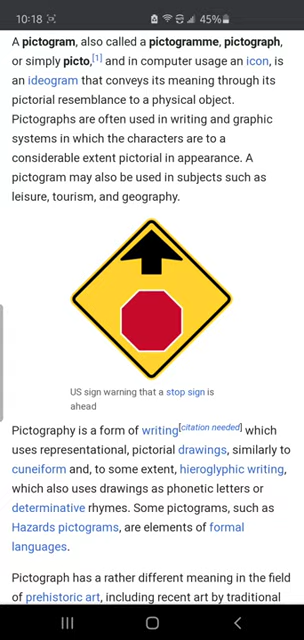 10:18
45%
A pictogram, also called a pictogramme, pictograph,
or simply picto,[1] and in computer usage an icon, is
an ideogram that conveys its meaning through its
pictorial resemblance to a physical object.
Pictographs are often used in writing and graphic
systems in which the characters are to a
considerable extent pictorial in appearance. A
pictogram may also be used in subjects such as
leisure, tourism, and geography.
US sign warning that a stop sign is
ahead
Pictography is a form of writing[citation needed] which
uses representational, pictorial drawings, similarly to
cuneiform and, to some extent, hieroglyphic writing,
which also uses drawings as phonetic letters or
determinative rhymes. Some pictograms, such as
Hazards pictograms, are elements of formal
languages.
Pictograph has a rather different meaning in the field
of prehistoric art, including recent art by traditional